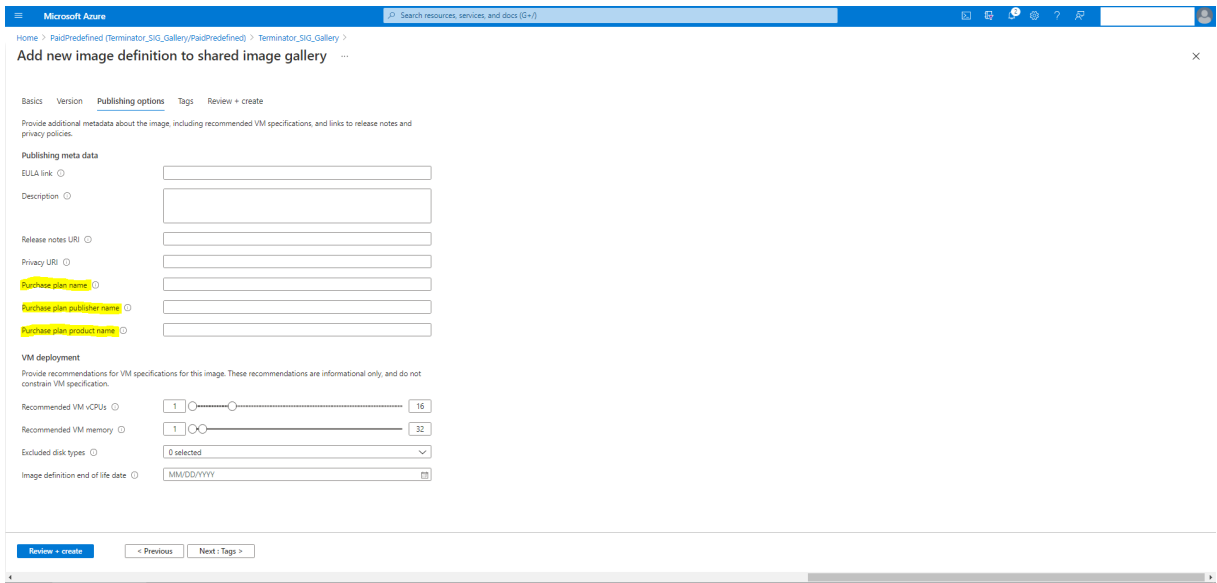 Microsoft Azure
Search resources, services, and docs (G+/)
2
Home > PaidPredefined (Terminator_SIG_Gallery/PaidPredefined) > Terminator_SIG_Gallery >
Add new image definition to shared image gallery ...
Basics Version Publishing options Tags Review + create
Provide additional metadata about the image, including recommended VM specifications, and links to release notes and
privacy policies.
Publishing meta data
EULA link
Description
Release notes URI
Privacy URI
Purchase plan name
Purchase plan publisher name
Purchase plan product name
VM deployment
Provide recommendations for VM specifications for this image. These recommendations are informational only, and do not
constrain VM specification.
Recommended VM vCPUs 1 16
Recommended VM memory 1 32
Excluded disk types 0 selected
Image definition end of life date MM/DD/YYYY
Review + create < Previous Next : Tags >